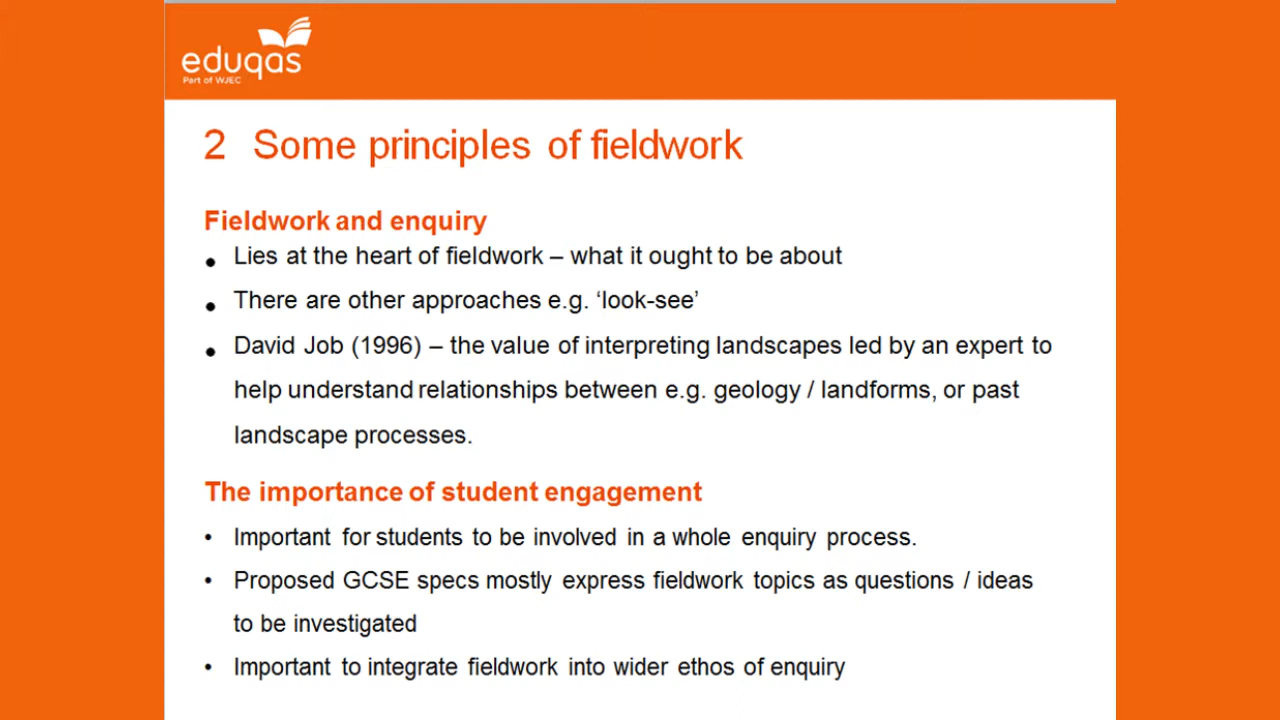 eduqas
Part of WJEC
2 Some principles of fieldwork
Fieldwork and enquiry
• Lies at the heart of fieldwork – what it ought to be about
• There are other approaches e.g. ‘look-see’
• David Job (1996) – the value of interpreting landscapes led by an expert to
help understand relationships between e.g. geology / landforms, or past
landscape processes.
The importance of student engagement
• Important for students to be involved in a whole enquiry process.
• Proposed GCSE specs mostly express fieldwork topics as questions / ideas
to be investigated
• Important to integrate fieldwork into wider ethos of enquiry